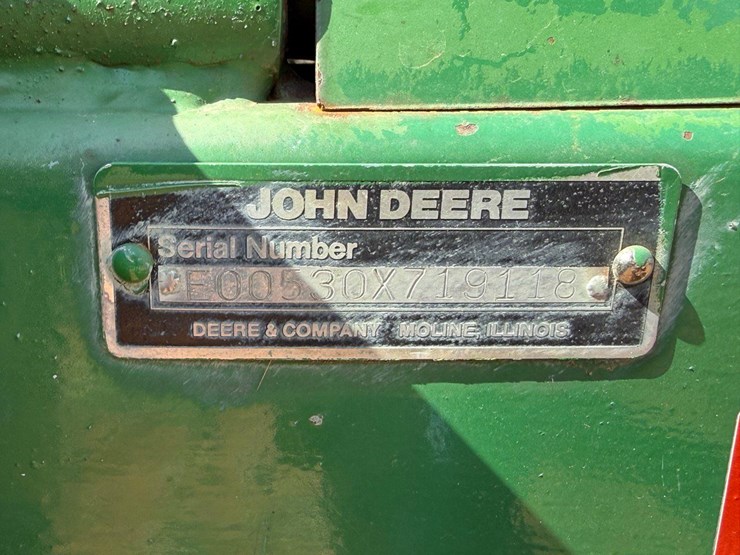 JOHN DEERE
Serial Number
E00530X719118
DEERE & COMPANY MOLINE, ILLINOIS